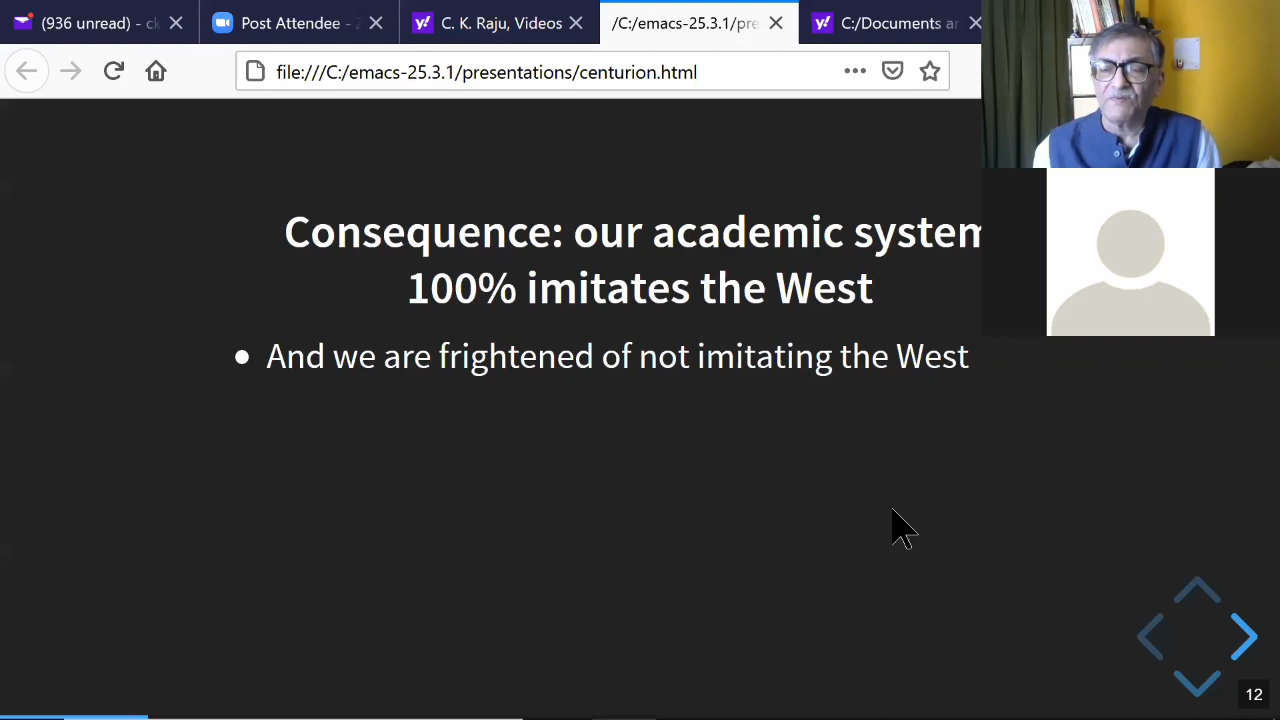 (936 unread) - ck
Post Attendee - Z
C. K. Raju, Videos
/C:/emacs-25.3.1/pre
C:/Documents an
file:///C:/emacs-25.3.1/presentations/centurion.html
Consequence: our academic system
100% imitates the West
• And we are frightened of not imitating the West
12